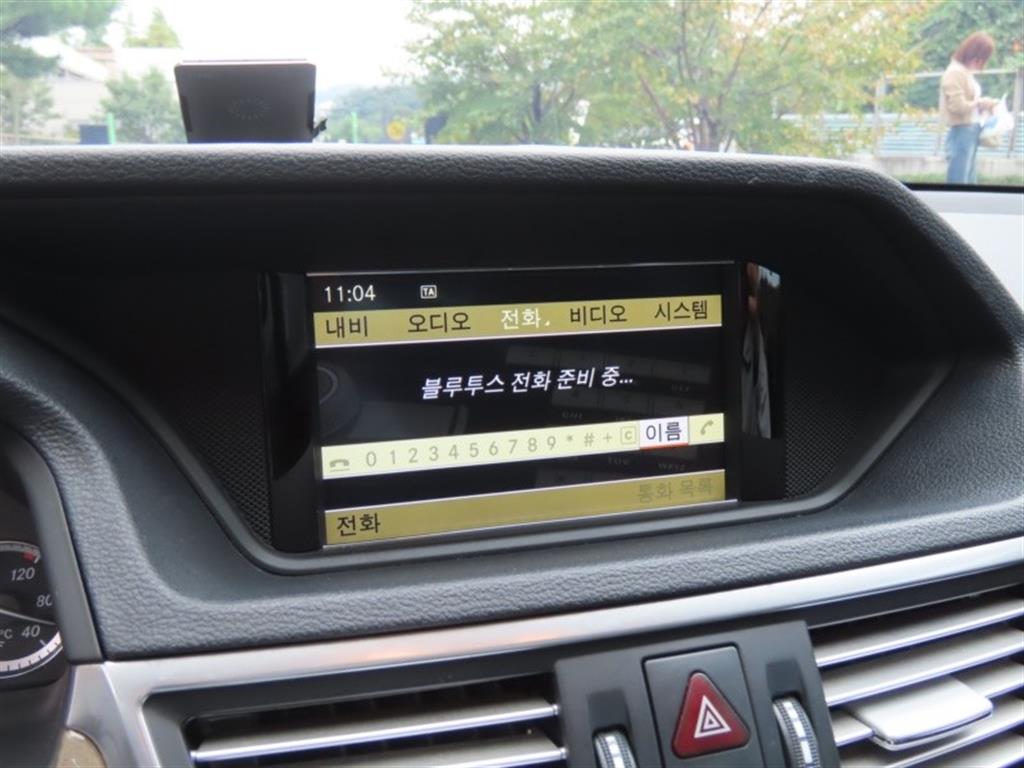 11:04 TA
내비 오디오 전화 비디오 시스템
블루투스 전화 준비 중...
0 1 2 3 4 5 6 7 8 9 * # + C 이름
통화 목록
전화
120
80
°C 40